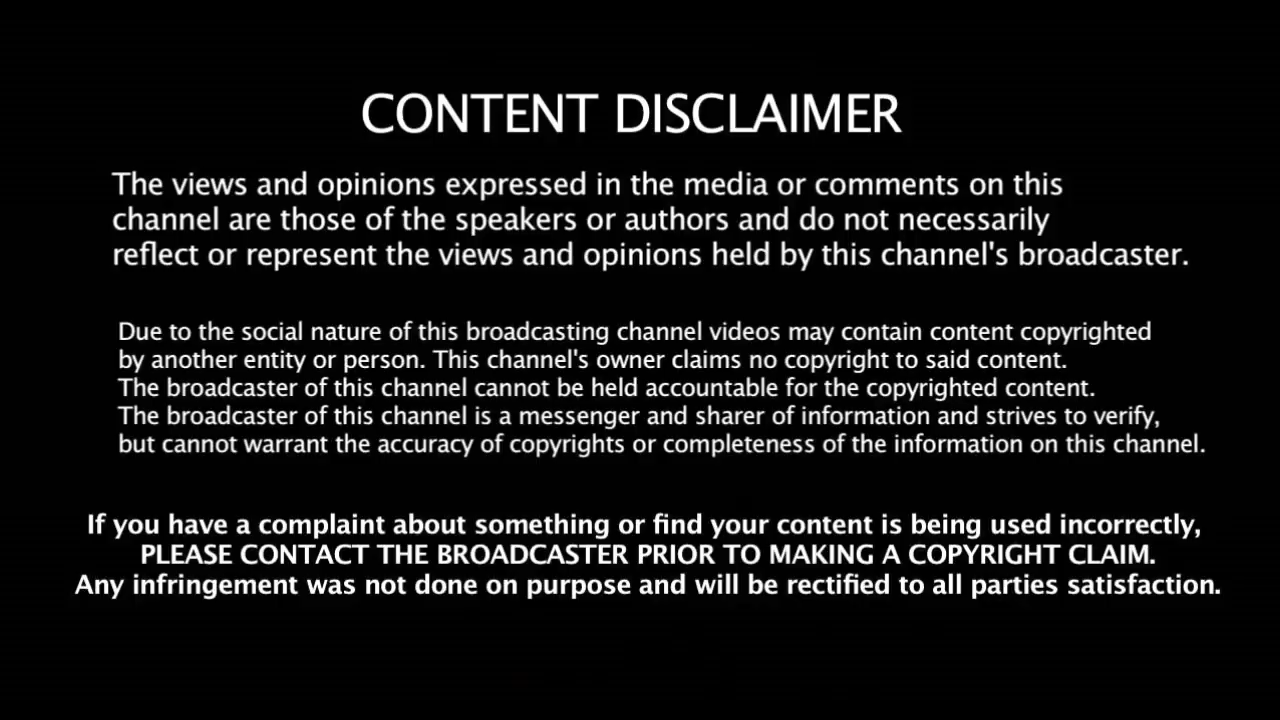 CONTENT DISCLAIMER
The views and opinions expressed in the media or comments on this
channel are those of the speakers or authors and do not necessarily
reflect or represent the views and opinions held by this channel's broadcaster.
Due to the social nature of this broadcasting channel videos may contain content copyrighted
by another entity or person. This channel's owner claims no copyright to said content.
The broadcaster of this channel cannot be held accountable for the copyrighted content.
The broadcaster of this channel is a messenger and sharer of information and strives to verify,
but cannot warrant the accuracy of copyrights or completeness of the information on this channel.
If you have a complaint about something or find your content is being used incorrectly,
PLEASE CONTACT THE BROADCASTER PRIOR TO MAKING A COPYRIGHT CLAIM.
Any infringement was not done on purpose and will be rectified to all parties satisfaction.